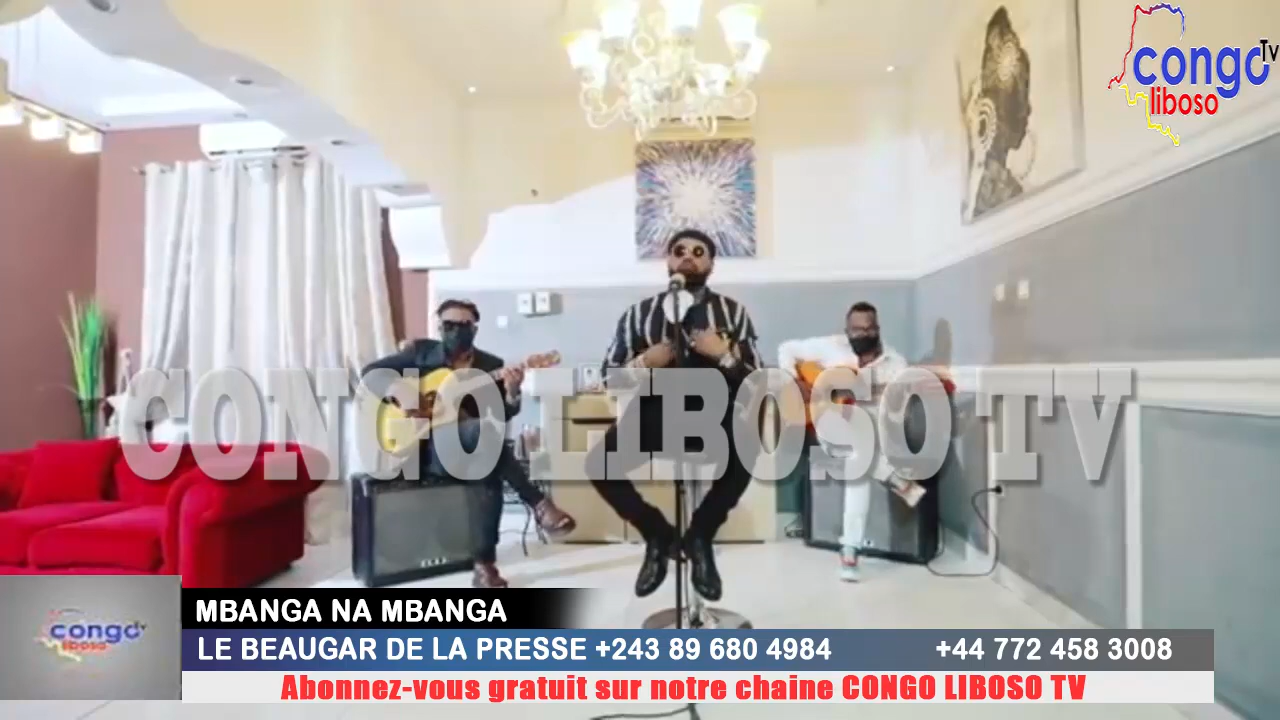 congo Tv
liboso
CONGO LIBOSO TV
congo Tv
liboso
MBANGA NA MBANGA
LE BEAUGAR DE LA PRESSE +243 89 680 4984 +44 772 458 3008
Abonnez-vous gratuit sur notre chaine CONGO LIBOSO TV